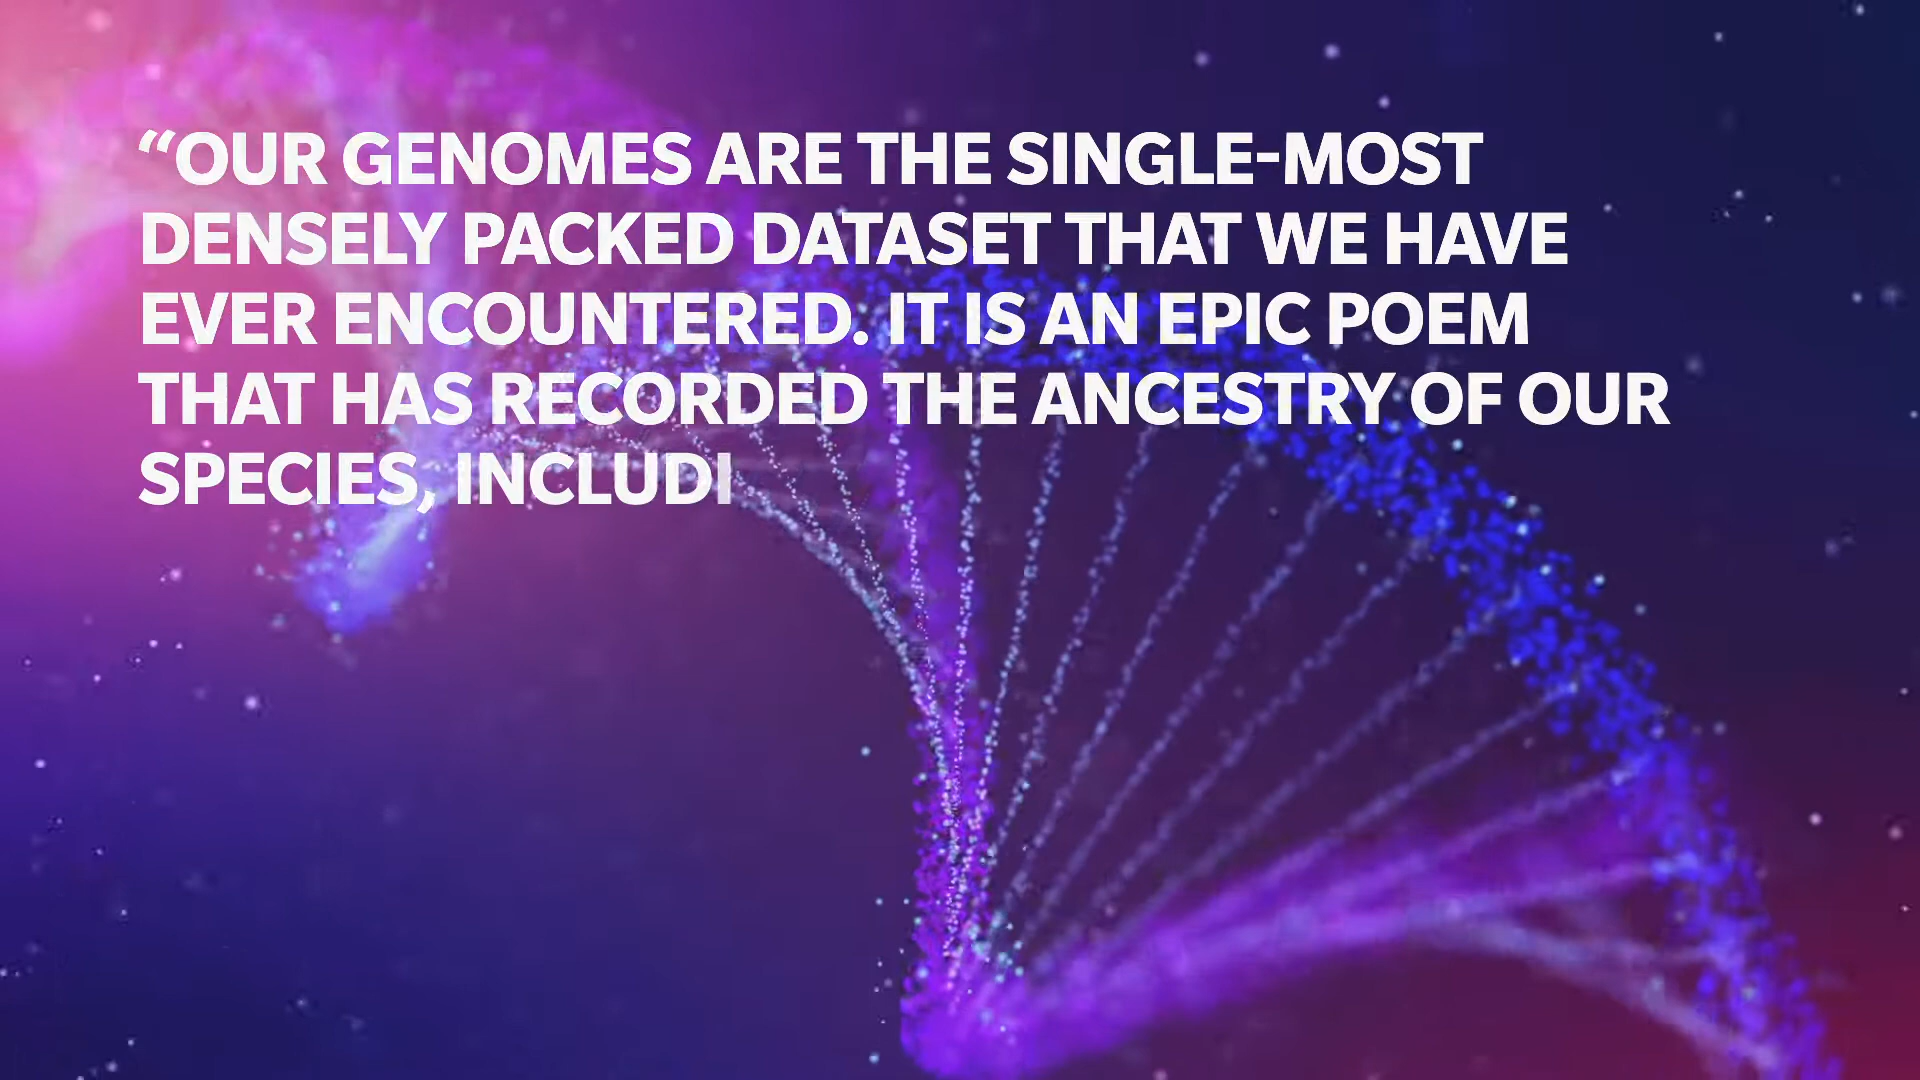 “OUR GENOMES ARE THE SINGLE-MOST
DENSELY PACKED DATASET THAT WE HAVE
EVER ENCOUNTERED. IT IS AN EPIC POEM
THAT HAS RECORDED THE ANCESTRY OF OUR
SPECIES, INCLUDI